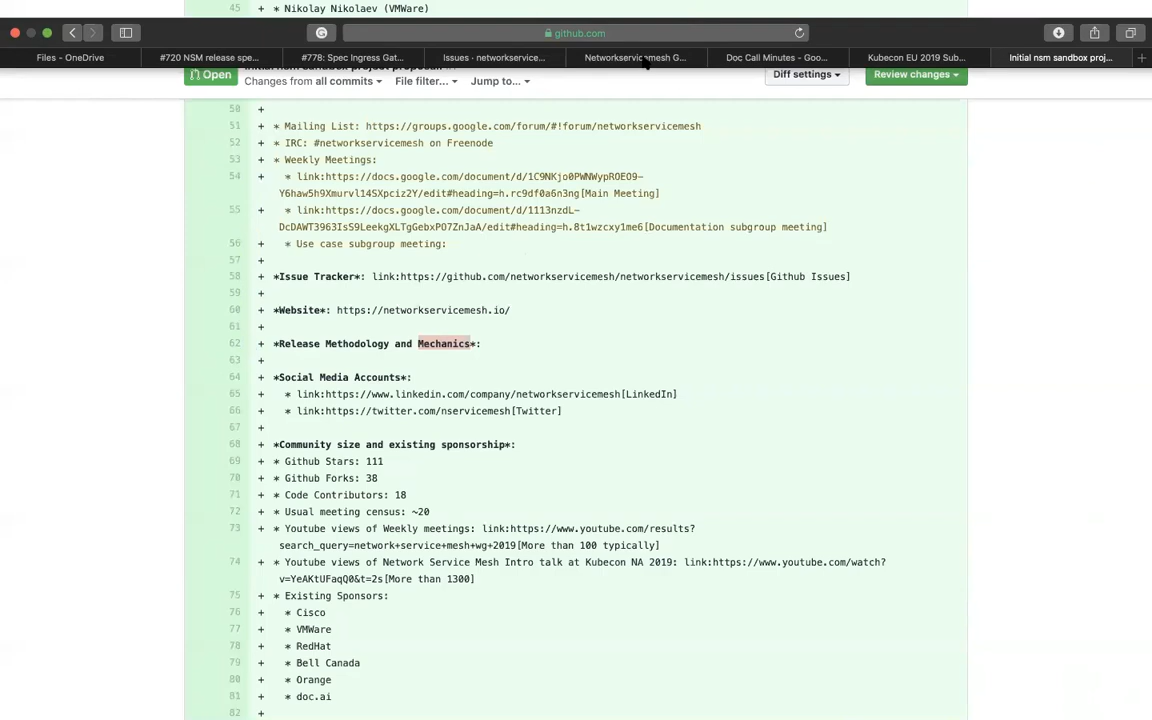 45 + * Nikolay Nikolaev (VMWare)
github.com
Files - OneDrive
#720 NSM release spe...
#778: Spec Ingress Gat...
Issues · networkservice...
Networkservicemesh G...
Doc Call Minutes - Goo...
Kubecon EU 2019 Sub...
Initial nsm sandbox proj...
Open
Changes from all commits
File filter...
Jump to...
Diff settings
Review changes
50 +
51 + * Mailing List: https://groups.google.com/forum/#!forum/networkservicemesh
52 + * IRC: #networkservicemesh on Freenode
53 + * Weekly Meetings:
54 + * link:https://docs.google.com/document/d/1C9NKjo0PWNWypROEO9-
Y6haw5h9Xmurvl14SXpciz2Y/edit#heading=h.rc9df0a6n3ng[Main Meeting]
55 + * link:https://docs.google.com/document/d/1113nzdL-
DcDAWT3963IsS9LeekgXLTgGebxPO7ZnJaA/edit#heading=h.8t1wzcxy1me6[Documentation subgroup meeting]
56 + * Use case subgroup meeting:
57 +
58 + *Issue Tracker*: link:https://github.com/networkservicemesh/networkservicemesh/issues[Github Issues]
59 +
60 + *Website*: https://networkservicemesh.io/
61 +
62 + *Release Methodology and Mechanics*:
63 +
64 + *Social Media Accounts*:
65 + * link:https://www.linkedin.com/company/networkservicemesh[LinkedIn]
66 + * link:https://twitter.com/nservicemesh[Twitter]
67 +
68 + *Community size and existing sponsorship*:
69 + * Github Stars: 111
70 + * Github Forks: 38
71 + * Code Contributors: 18
72 + * Usual meeting census: ~20
73 + * Youtube views of Weekly meetings: link:https://www.youtube.com/results?
search_query=network+service+mesh+wg+2019[More than 100 typically]
74 + * Youtube views of Network Service Mesh Intro talk at Kubecon NA 2019: link:https://www.youtube.com/watch?
v=YeAKtUFaqQ0&t=2s[More than 1300]
75 + * Existing Sponsors:
76 + * Cisco
77 + * VMWare
78 + * RedHat
79 + * Bell Canada
80 + * Orange
81 + * doc.ai
82 +